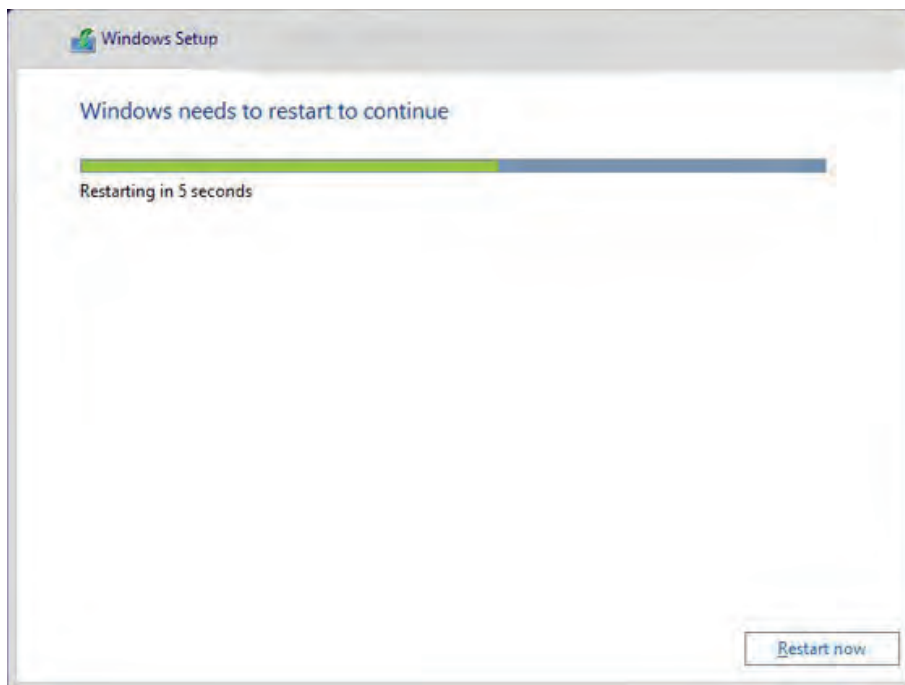 Windows Setup
Windows needs to restart to continue
Restarting in 5 seconds
Restart now